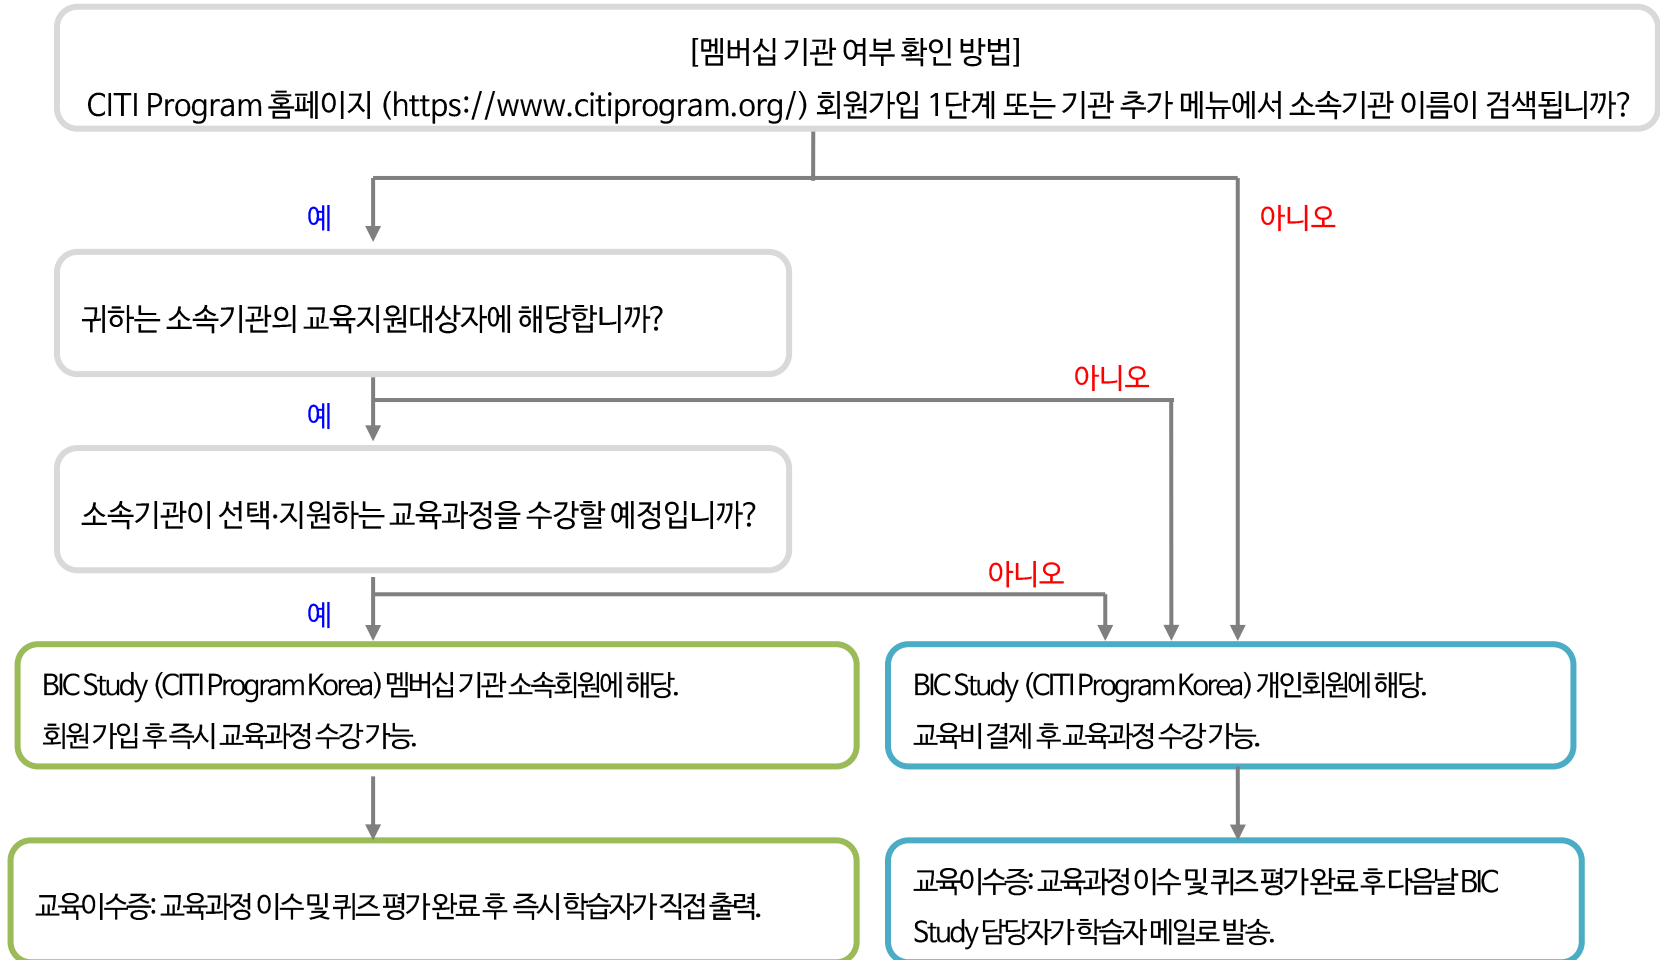 [멤버십 기관 여부 확인 방법]
CITI Program 홈페이지 (https://www.citiprogram.org/) 회원가입 1단계 또는 기관 추가 메뉴에서 소속기관 이름이 검색됩니까?
예
아니오
귀하는 소속기관의 교육지원대상자에 해당합니까?
아니오
예
소속기관이 선택·지원하는 교육과정을 수강할 예정입니까?
아니오
예
BIC Study (CITI Program Korea) 멤버십 기관 소속회원에 해당.
회원 가입 후 즉시 교육과정 수강 가능.
BIC Study (CITI Program Korea) 개인회원에 해당.
교육비 결제 후 교육과정 수강 가능.
교육이수증: 교육과정 이수 및 퀴즈 평가 완료 후 즉시 학습자가 직접 출력.
교육이수증: 교육과정 이수 및 퀴즈 평가 완료 후 다음날 BIC
Study 담당자가 학습자 메일로 발송.